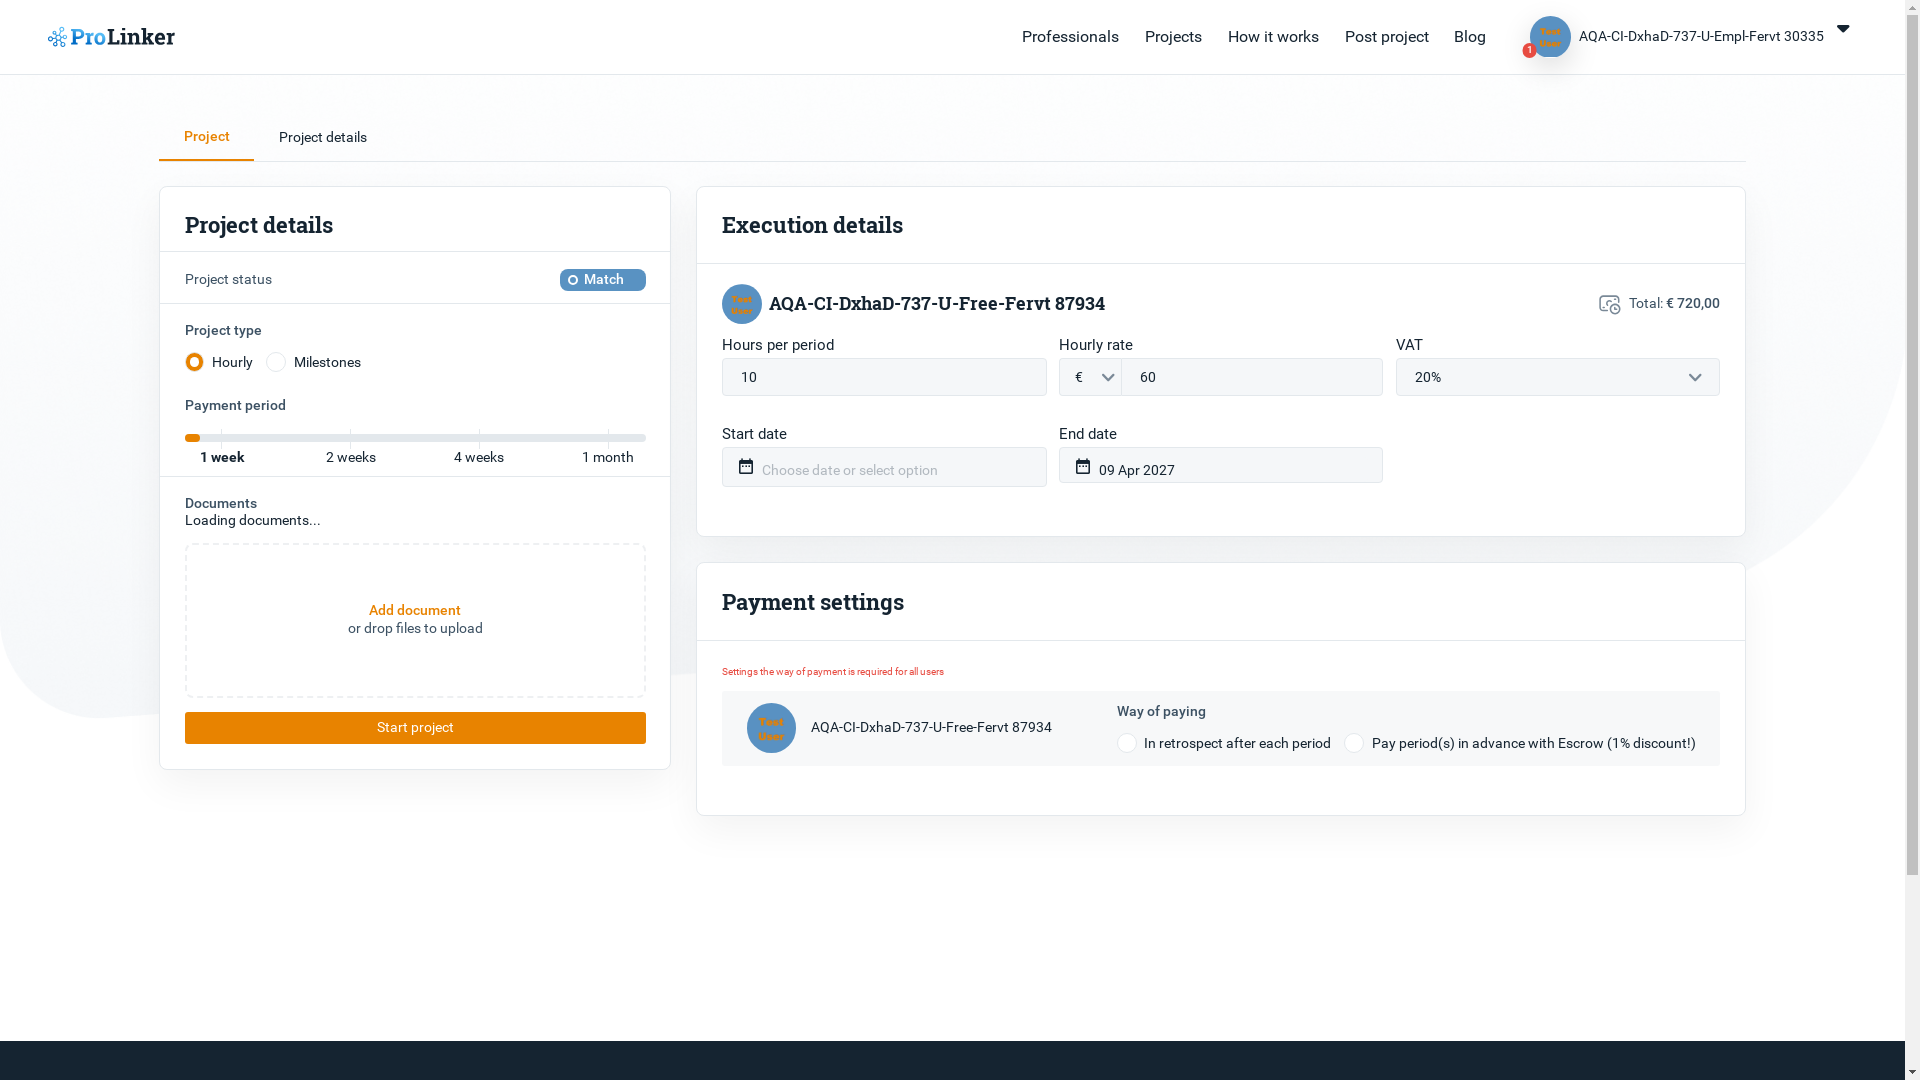 ProLinker
Professionals
Projects
How it works
Post project
Blog
Test
User
1
AQA-CI-DxhaD-737-U-Empl-Fervt 30335
Project
Project details
Project details
Project status
Match
Project type
Hourly
Milestones
Payment period
1 week
2 weeks
4 weeks
1 month
Documents
Loading documents...
Add document
or drop files to upload
Start project
Execution details
Test
User
AQA-CI-DxhaD-737-U-Free-Fervt 87934
Total: € 720,00
Hours per period
10
Hourly rate
€
60
VAT
20%
Start date
Choose date or select option
End date
09 Apr 2027
Payment settings
Settings the way of payment is required for all users
Test
User
AQA-CI-DxhaD-737-U-Free-Fervt 87934
Way of paying
In retrospect after each period
Pay period(s) in advance with Escrow (1% discount!)